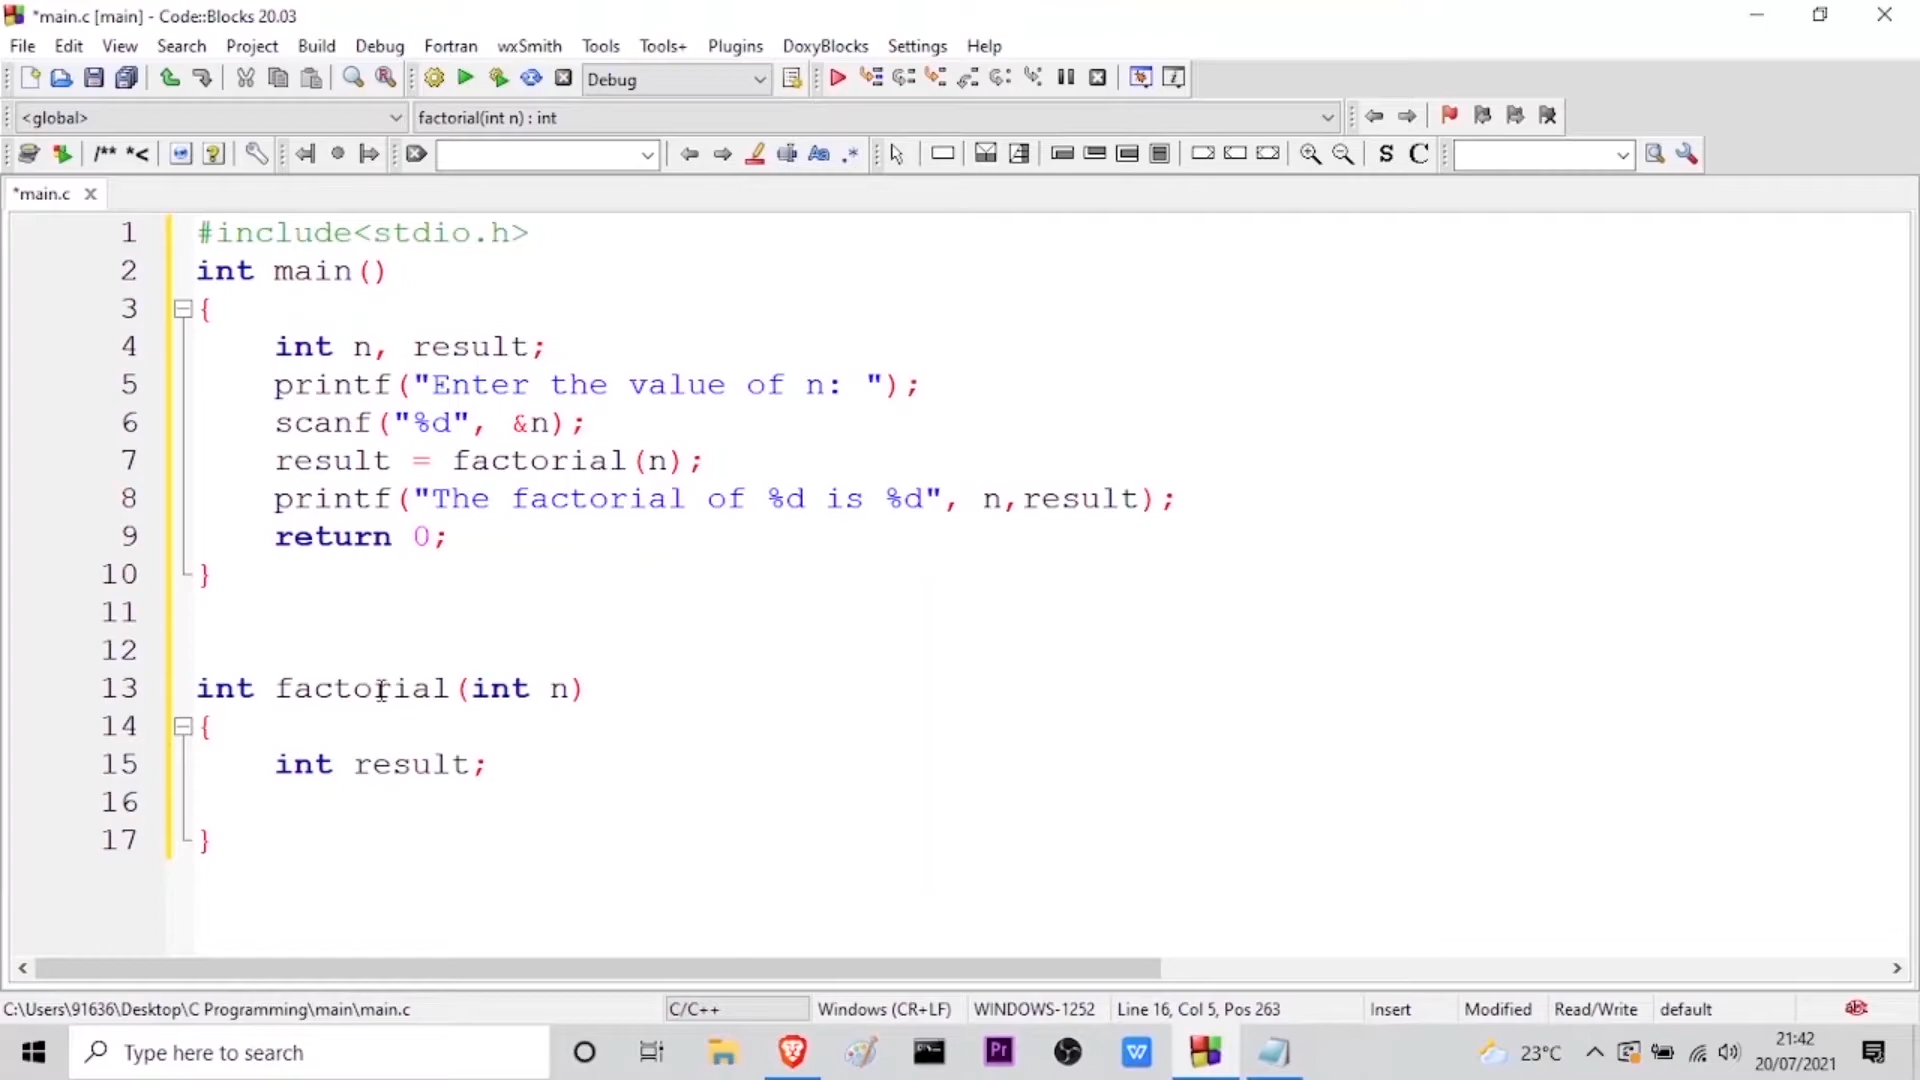 *main.c [main] - Code::Blocks 20.03
File Edit View Search Project Build Debug Fortran wxSmith Tools Tools+ Plugins DoxyBlocks Settings Help
Debug
<global> factorial(int n) : int
/** *< Aa .* S C
*main.c
1 #include<stdio.h>
2 int main()
3 {
4 int n, result;
5 printf("Enter the value of n: ");
6 scanf("%d", &n);
7 result = factorial(n);
8 printf("The factorial of %d is %d", n,result);
9 return 0;
10 }
11
12
13 int factorial(int n)
14 {
15 int result;
16
17 }
C:\Users\91636\Desktop\C Programming\main\main.c C/C++ Windows (CR+LF) WINDOWS-1252 Line 16, Col 5, Pos 263 Insert Modified Read/Write default
Type here to search Pr W 23°C 21:42
20/07/2021